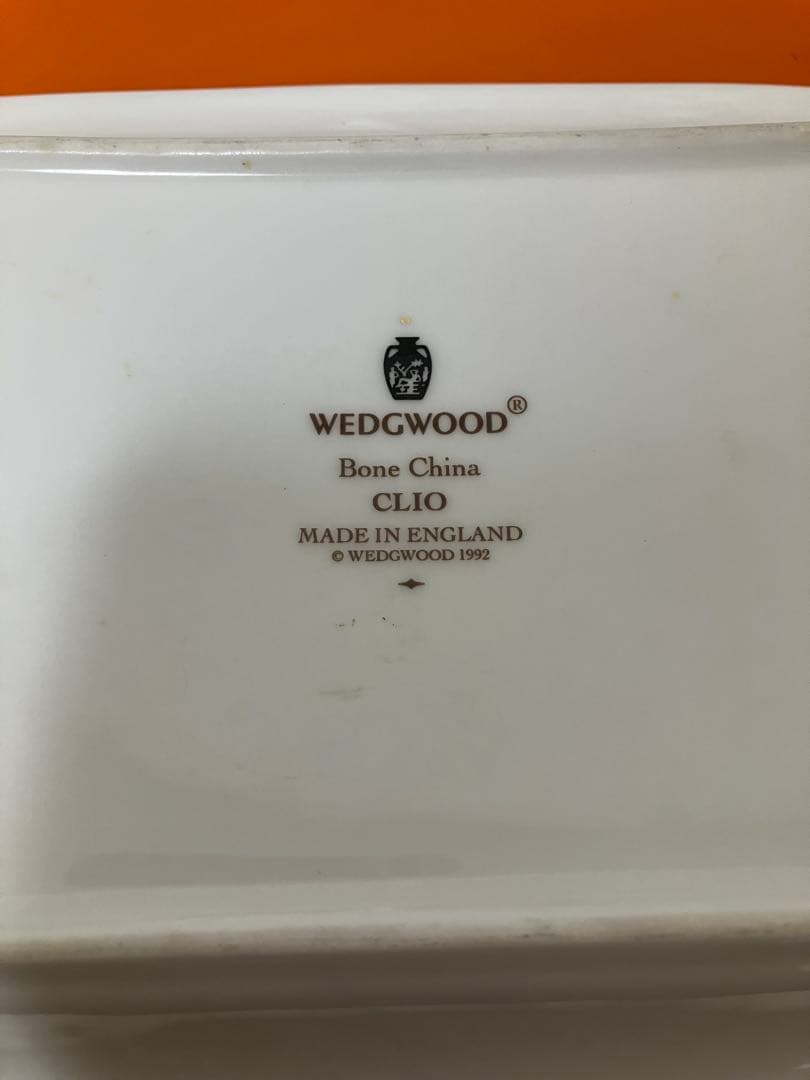 WEDGWOOD®
Bone China
CLIO
MADE IN ENGLAND
© WEDGWOOD 1992